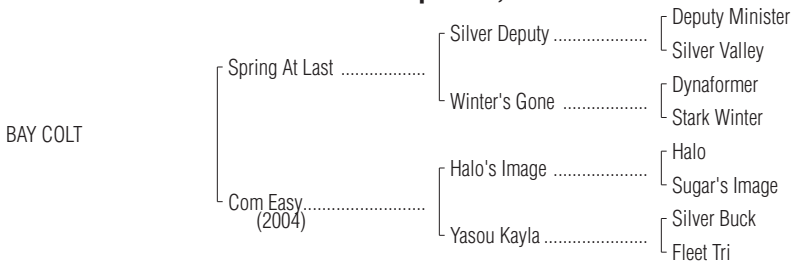 Deputy Minister
Silver Deputy ....................
Silver Valley
Spring At Last ..................
Dynaformer
Winter's Gone ..................
Stark Winter
BAY COLT
Halo
Halo's Image ....................
Sugar's Image
Com Easy..........................
(2004)
Silver Buck
Yasou Kayla ......................
Fleet Tri